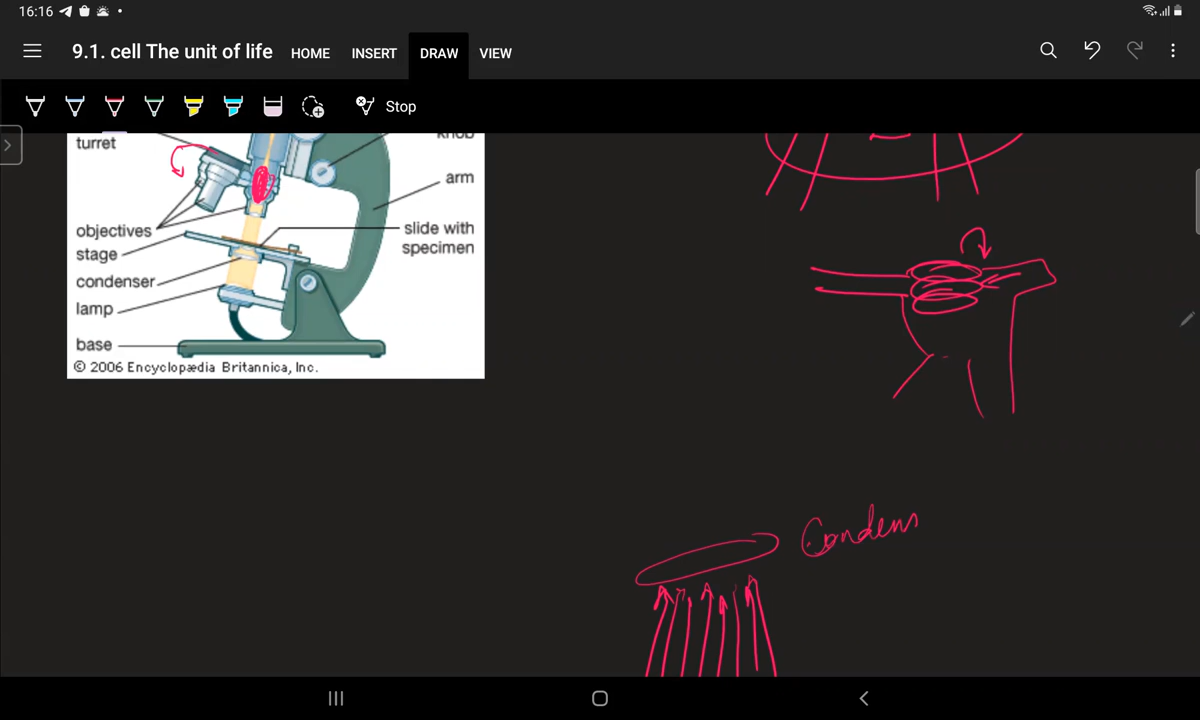 16:16
9.1. cell The unit of life
HOME
INSERT
DRAW
VIEW
Stop
turret
knob
arm
objectives
slide with
specimen
stage
condenser
lamp
base
© 2006 Encyclopædia Britannica, Inc.
Condens